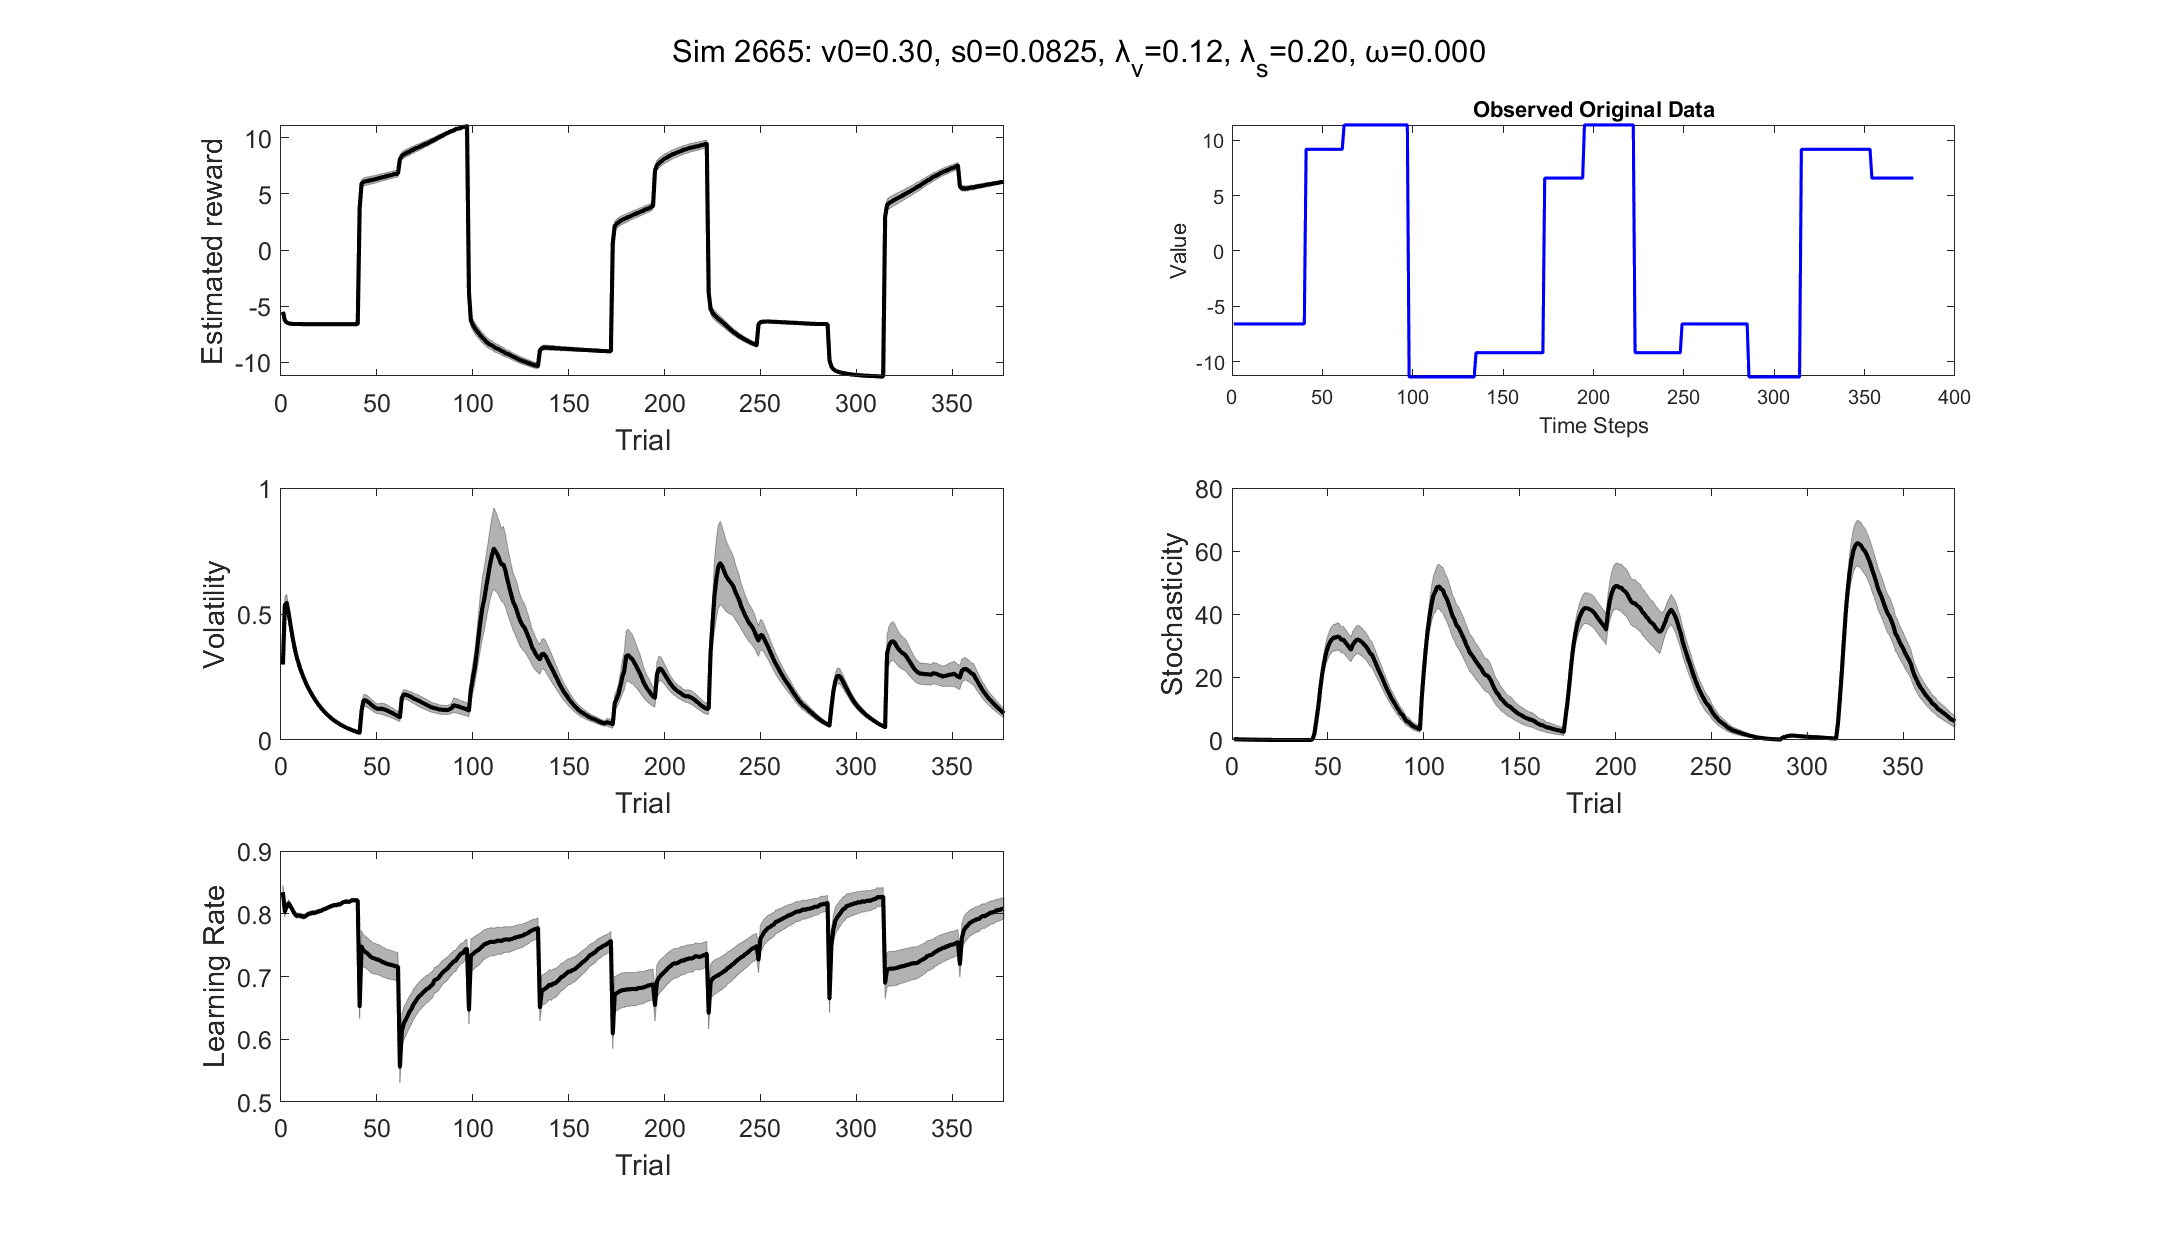 Sim 2665: v0=0.30, s0=0.0825, λv=0.12, λs=0.20, ω=0.000
Estimated reward
10
5
0
-5
-10
0 50 100 150 200 250 300 350
Trial
Observed Original Data
Value
10
5
0
-5
-10
0 50 100 150 200 250 300 350 400
Time Steps
Volatility
1
0.5
0
0 50 100 150 200 250 300 350
Trial
Stochasticity
80
60
40
20
0
0 50 100 150 200 250 300 350
Trial
Learning Rate
0.9
0.8
0.7
0.6
0.5
0 50 100 150 200 250 300 350
Trial